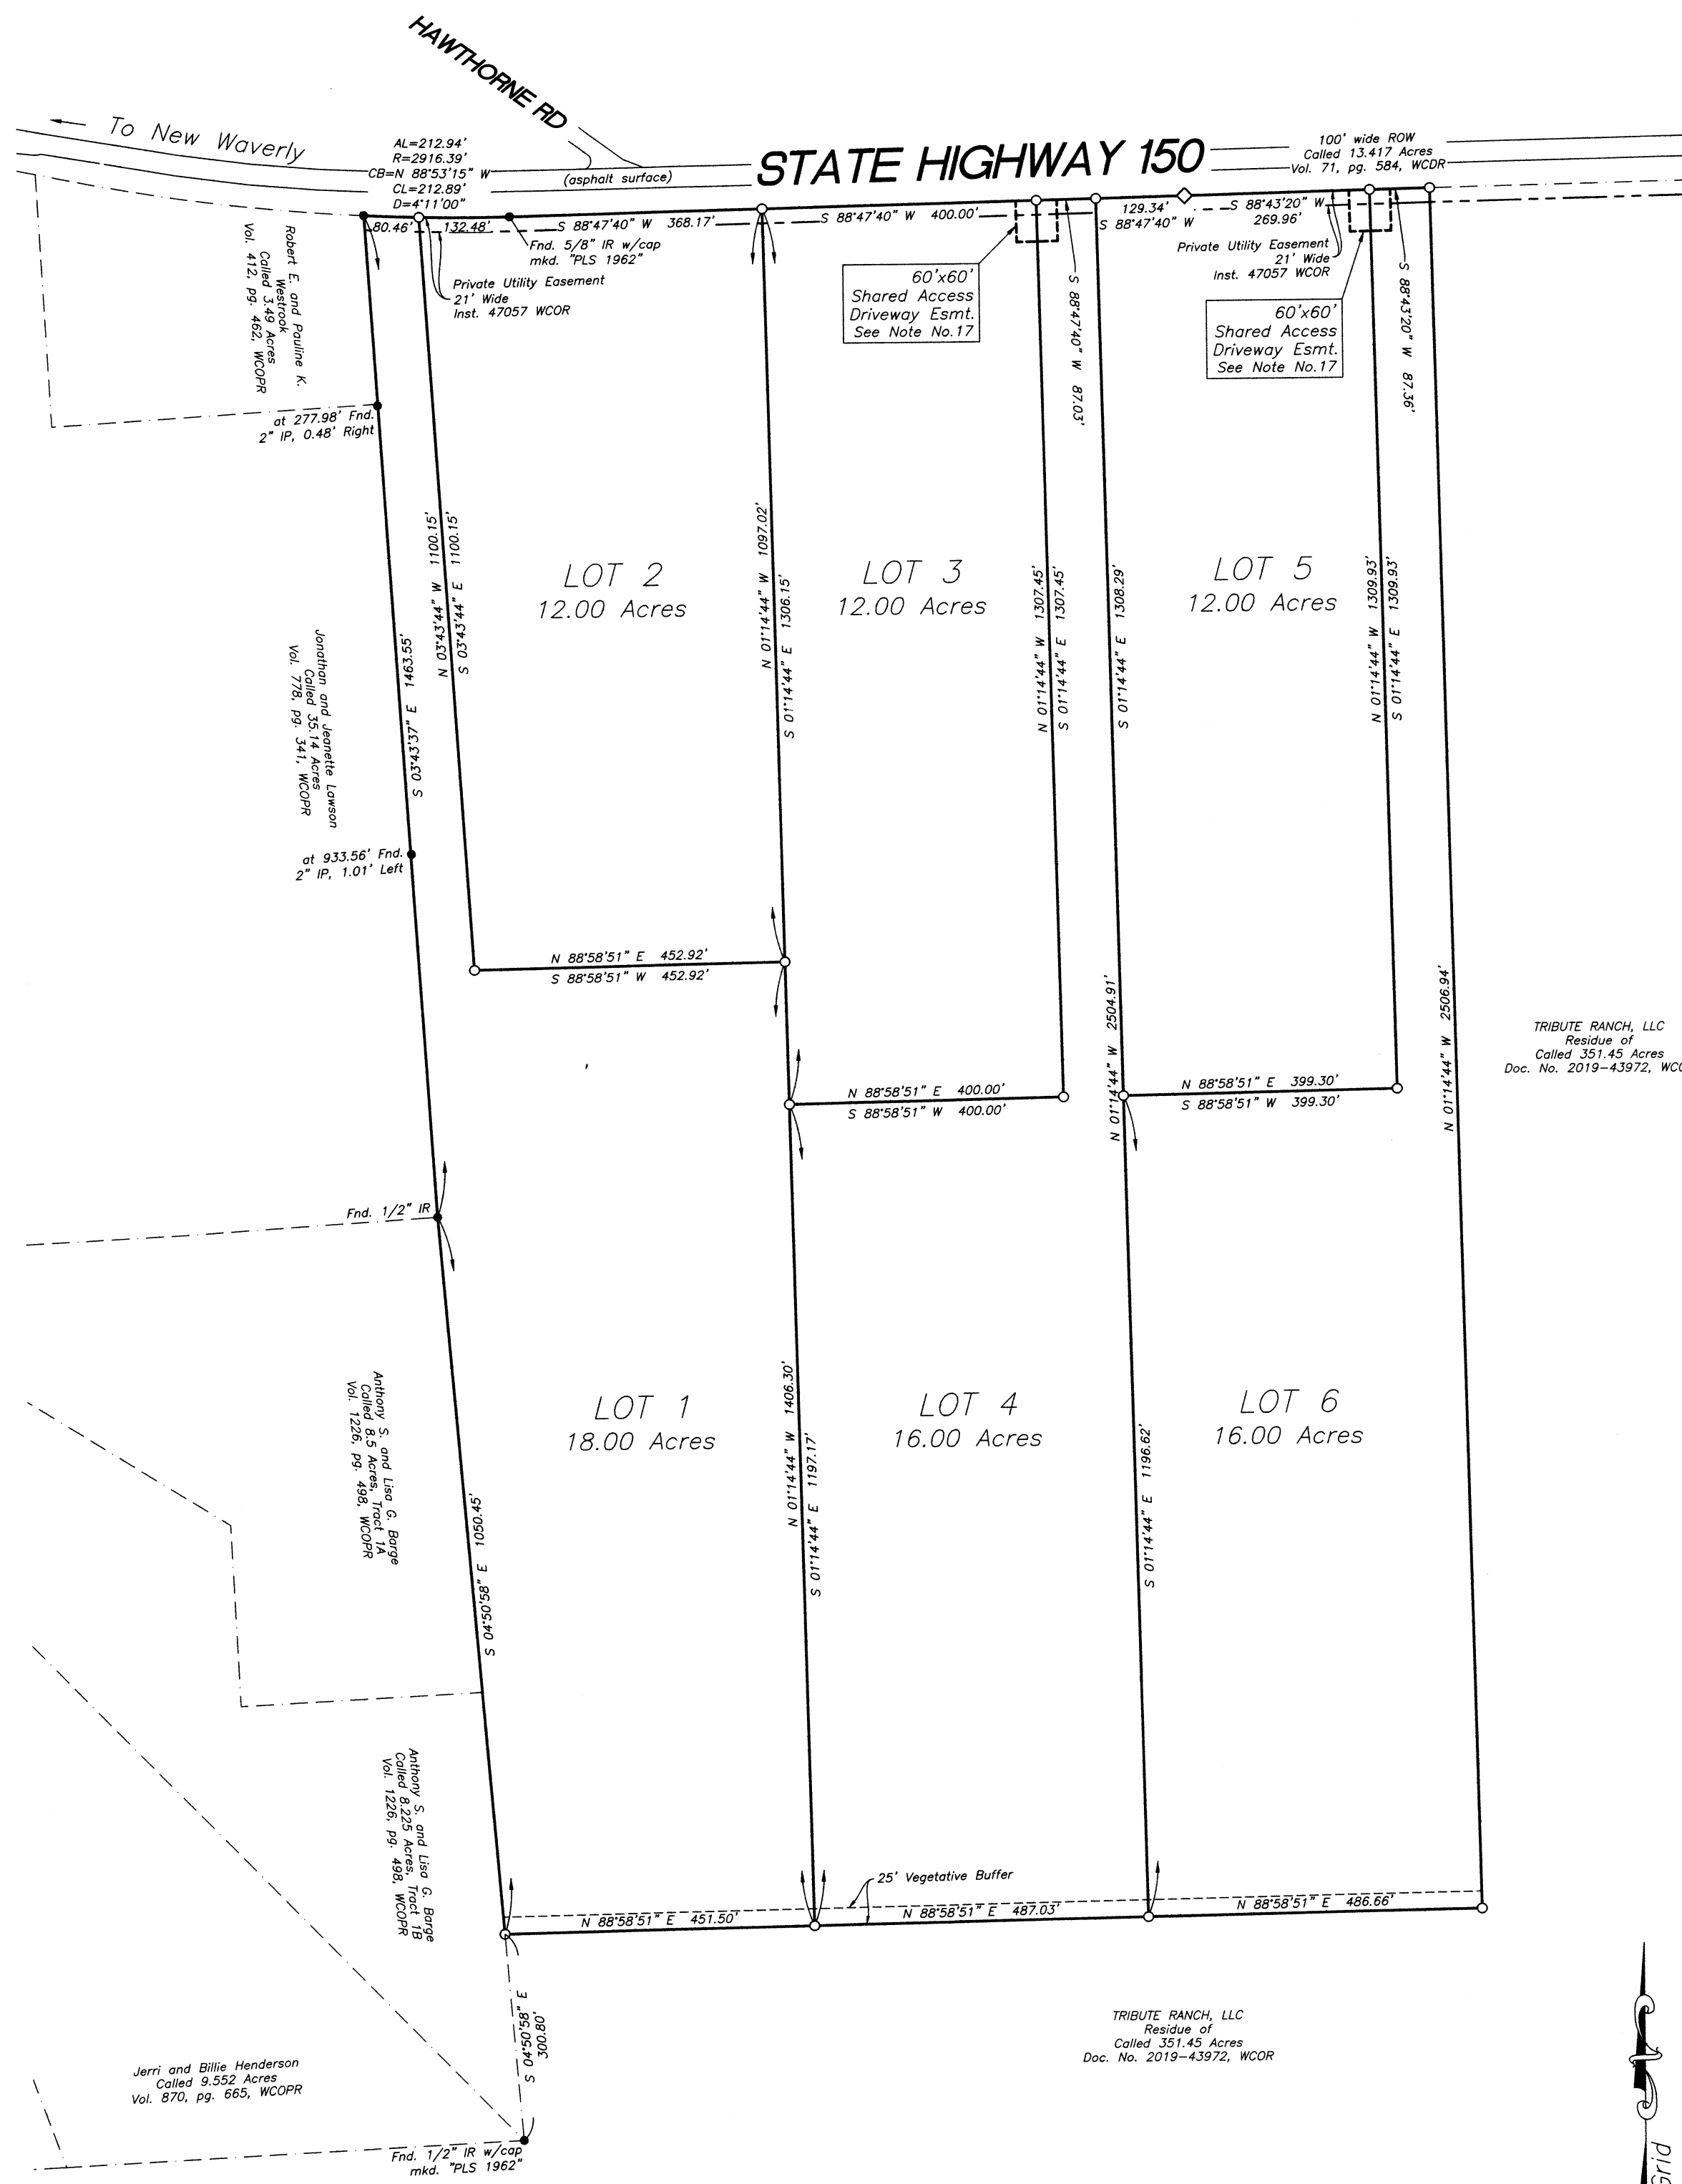 HAWTHORNE RD
To New Waverly
AL=212.94'
R=2916.39'
CB=N 88°53'15" W
CL=212.89'
D=4°11'00"
(asphalt surface)
STATE HIGHWAY 150
100' wide ROW
Called 13.417 Acres
Vol. 71, pg. 584, WCDR
80.46'
132.48'
S 88°47'40" W 368.17'
S 88°47'40" W 400.00'
129.34'
S 88°47'40" W
S 88°43'20" W
269.96'
Fnd. 5/8" IR w/cap
mkd. "PLS 1962"
Private Utility Easement
21' Wide
Inst. 47057 WCOR
Private Utility Easement
21' Wide
Inst. 47057 WCOR
60'x60'
Shared Access
Driveway Esmt.
See Note No.17
60'x60'
Shared Access
Driveway Esmt.
See Note No.17
S 88°47'40" W 87.03'
S 88°43'20" W 87.36'
Robert E. and Pauline K.
Westrook
Called 3.49 Acres
Vol. 412, pg. 462, WCOPR
at 277.98' Fnd.
2" IP, 0.48' Right
N 03°43'44" W 1100.15'
S 03°43'44" E 1100.15'
N 01°14'44" W 1097.02'
S 01°14'44" E 1306.15'
N 01°14'44" W 1307.45'
S 01°14'44" E 1307.45'
S 01°14'44" E 1308.29'
N 01°14'44" W 1309.93'
S 01°14'44" E 1309.93'
LOT 2
12.00 Acres
LOT 3
12.00 Acres
LOT 5
12.00 Acres
S 03°43'37" E 1463.55'
Jonathan and Jeanette Lawson
Called 35.14 Acres
Vol. 778, pg. 341, WCOPR
at 933.56' Fnd.
2" IP, 1.01' Left
N 88°58'51" E 452.92'
S 88°58'51" W 452.92'
N 88°58'51" E 400.00'
S 88°58'51" W 400.00'
N 01°14'44" W 2504.91'
N 88°58'51" E 399.30'
S 88°58'51" W 399.30'
N 01°14'44" W 2506.94'
TRIBUTE RANCH, LLC
Residue of
Called 351.45 Acres
Doc. No. 2019-43972, WCO
Fnd. 1/2" IR
LOT 1
18.00 Acres
LOT 4
16.00 Acres
LOT 6
16.00 Acres
N 01°14'44" W 1406.30'
S 01°14'44" E 1197.17'
S 01°14'44" E 1196.62'
Anthony S. and Lisa G. Barge
Called 8.5 Acres, Tract 1A
Vol. 1226, pg. 498, WCOPR
S 04°50'58" E 1050.45'
Anthony S. and Lisa G. Barge
Called 8.225 Acres, Tract 1B
Vol. 1226, pg. 498, WCOPR
25' Vegetative Buffer
N 88°58'51" E 451.50'
N 88°58'51" E 487.03'
N 88°58'51" E 486.66'
S 04°50'58" E
300.80'
TRIBUTE RANCH, LLC
Residue of
Called 351.45 Acres
Doc. No. 2019-43972, WCOR
Jerri and Billie Henderson
Called 9.552 Acres
Vol. 870, pg. 665, WCOPR
Fnd. 1/2" IR w/cap
mkd. "PLS 1962"
Grid